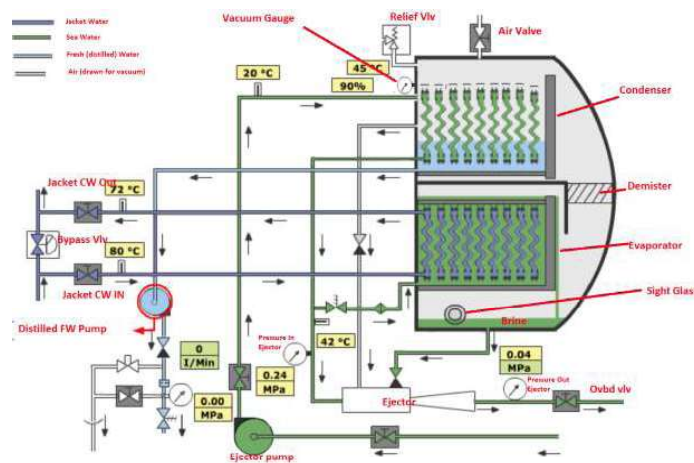 Jacket Water
Sea Water
Fresh (distilled) Water
Air (drawn for vacuum)
Vacuum Gauge
Relief Vlv
Air Valve
20 °C
45 °C
90%
Condenser
Jacket CW Out
72 °C
Demister
Bypass Vlv
80 °C
Evaporator
Jacket CW IN
Sight Glas
Distilled FW Pump
Brine
0
l/Min
Pressure In
Ejector
42 °C
0.04
MPa
0.24
MPa
0.00
MPa
Ejector
Pressure Out
Ejector
Ovbd vlv
Ejector pump